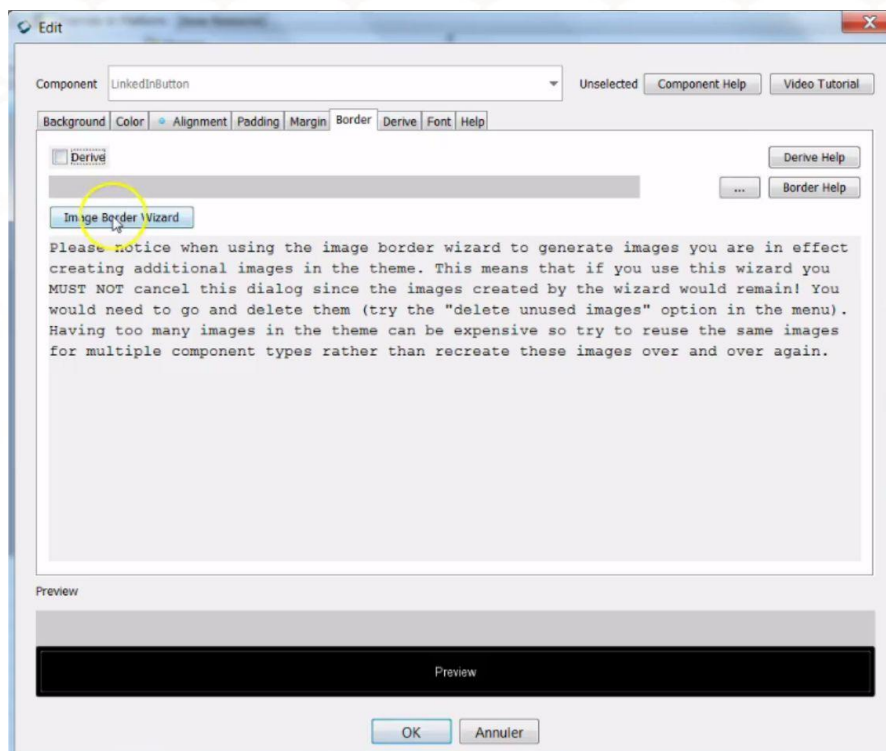 Edit
X
Component LinkedInButton Unselected Component Help Video Tutorial
Background Color Alignment Padding Margin Border Derive Font Help
Derive Derive Help
... Border Help
Image Border Wizard
Please notice when using the image border wizard to generate images you are in effect
creating additional images in the theme. This means that if you use this wizard you
MUST NOT cancel this dialog since the images created by the wizard would remain! You
would need to go and delete them (try the "delete unused images" option in the menu).
Having too many images in the theme can be expensive so try to reuse the same images
for multiple component types rather than recreate these images over and over again.
Preview
Preview
OK Annuler